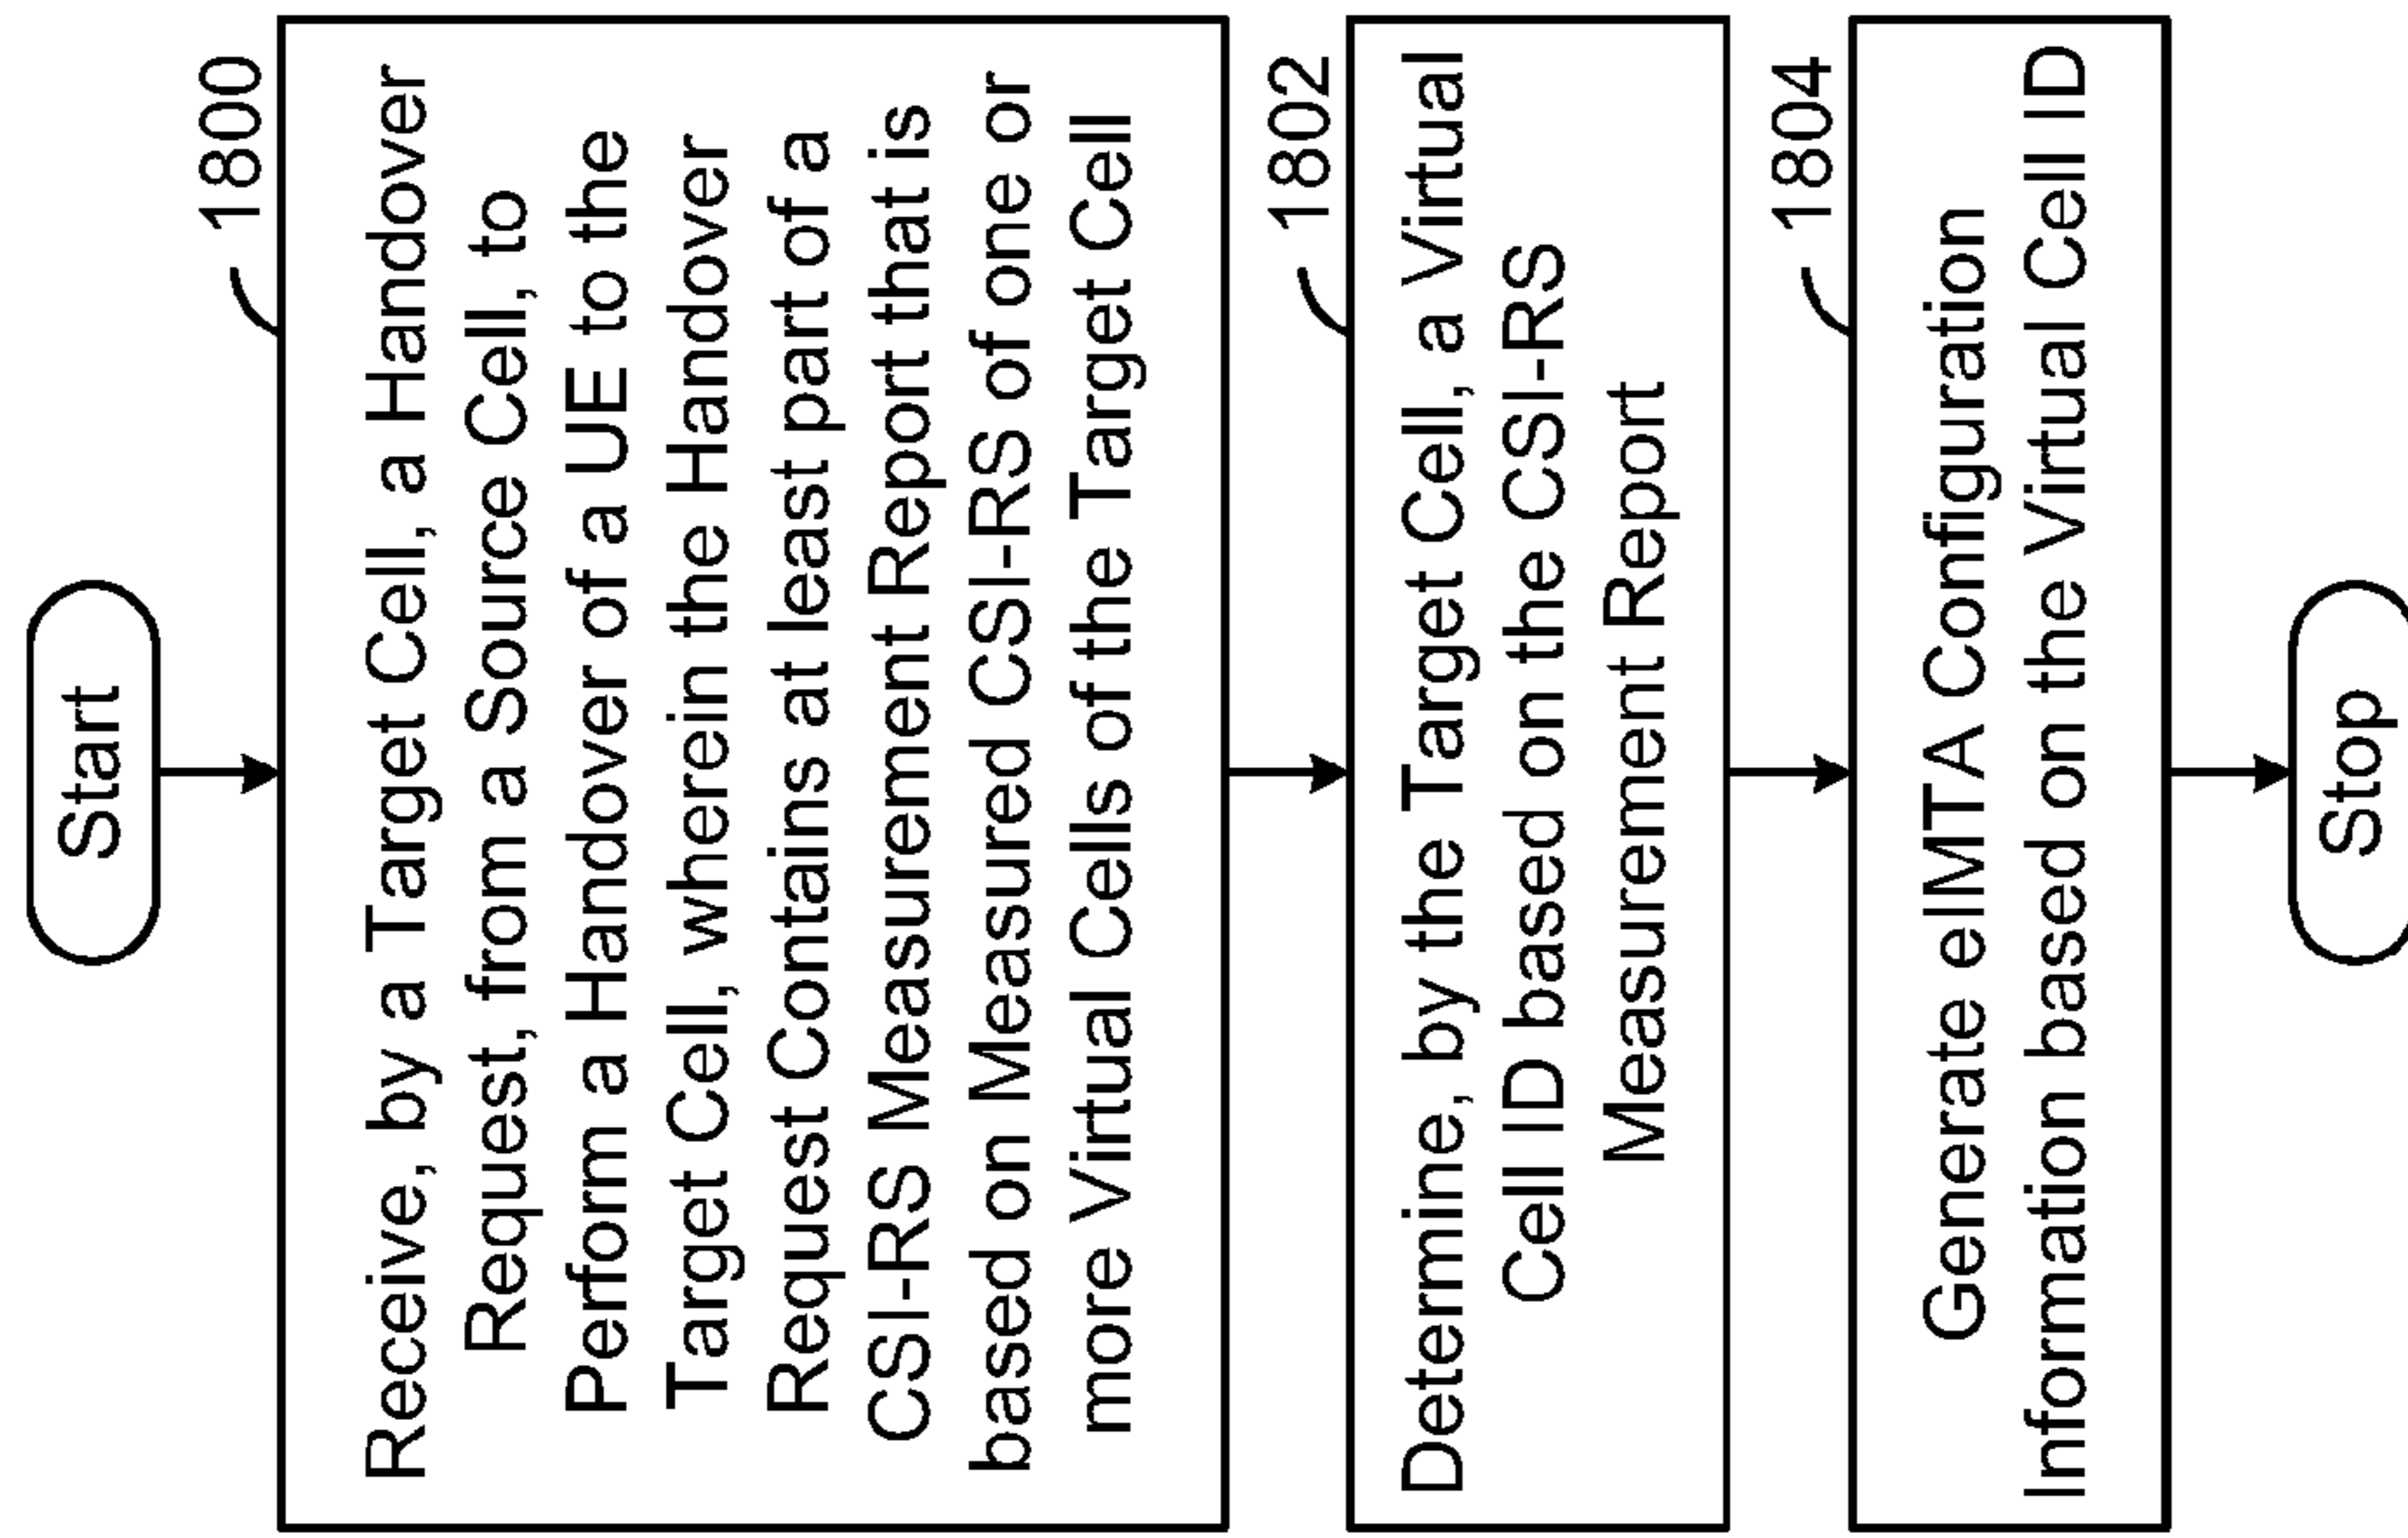 Start
1800
Receive, by a Target Cell, a Handover
Request, from a Source Cell, to
Perform a Handover of a UE to the
Target Cell, wherein the Handover
Request Contains at least part of a
CSI-RS Measurement Report that is
based on Measured CSI-RS of one or
more Virtual Cells of the Target Cell
1802
Determine, by the Target Cell, a Virtual
Cell ID based on the CSI-RS
Measurement Report
1804
Generate eIMTA Configuration
Information based on the Virtual Cell ID
Stop